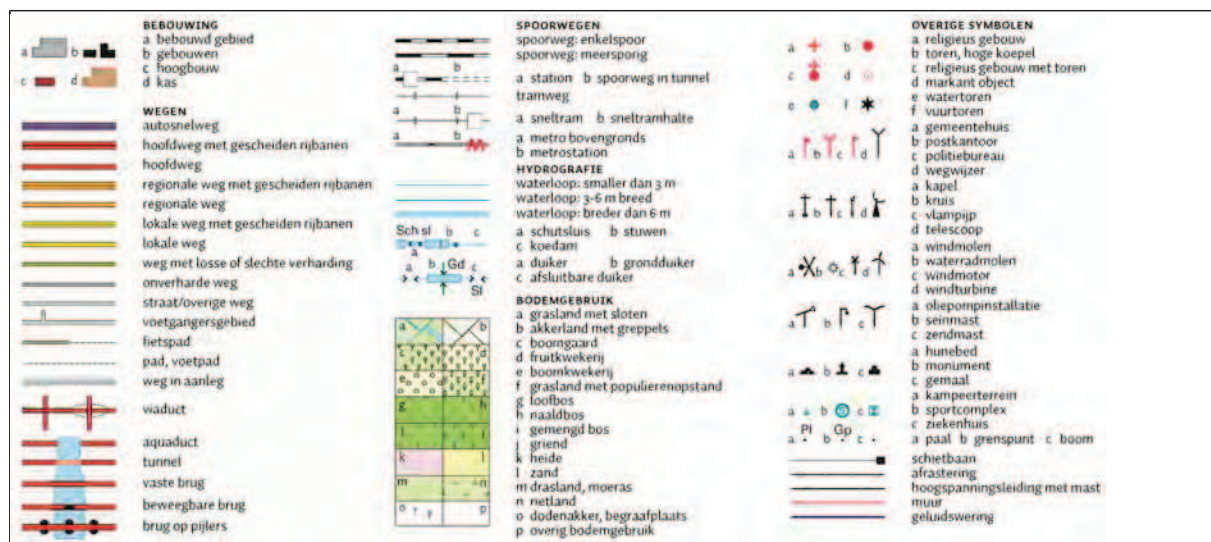 BEBOUWING
a bebouwd gebied
b gebouwen
c hoogbouw
d kas
a b
c d
WEGEN
autosnelweg
hoofdweg met gescheiden rijbanen
hoofdweg
regionale weg met gescheiden rijbanen
regionale weg
lokale weg met gescheiden rijbanen
lokale weg
weg met losse of slechte verharding
onverharde weg
straat/overige weg
voetgangersgebied
fietspad
pad, voetpad
weg in aanleg
viaduct
aquaduct
tunnel
vaste brug
beweegbare brug
brug op pijlers
SPOORWEGEN
spoorweg: enkelspoor
spoorweg: meersporig
a b
a station b spoorweg in tunnel
tramweg
a b
a sneltram b sneltramhalte
a b
a metro bovengronds
b metrostation
HYDROGRAFIE
waterloop: smaller dan 3 m
waterloop: 3-6 m breed
waterloop: breder dan 6 m
Sch sl b c
a
a schutsluis b stuwen
c koedam
a b Gd c
Sl
a duiker b grondduiker
c afsluitbare duiker
BODEMGEBRUIK
a b
c d
e
g h
i j
k l
m n
o p
a grasland met sloten
b akkerland met greppels
c boomgaard
d fruitkwekerij
e boomkwekerij
f grasland met populierenopstand
g loofbos
h naaldbos
i gemengd bos
j griend
k heide
l zand
m drasland, moeras
n rietland
o dodenakker, begraafplaats
p overig bodemgebruik
OVERIGE SYMBOLEN
a b
c d
e f
a religieus gebouw
b toren, hoge koepel
c religieus gebouw met toren
d markant object
e watertoren
f vuurtoren
a b c d
a gemeentehuis
b postkantoor
c politiebureau
d wegwijzer
a b c d
a kapel
b kruis
c vlampijp
d telescoop
a b c d
a windmolen
b waterradmolen
c windmotor
d windturbine
a b c
a oliepompinstallatie
b seinmast
c zendmast
a b c
a hunebed
b monument
c gemaal
a b c
a kampeerterrein
b sportcomplex
c ziekenhuis
Pl Gp
a b c
a paal b grenspunt c boom
schietbaan
afrastering
hoogspanningsleiding met mast
muur
geluidswering